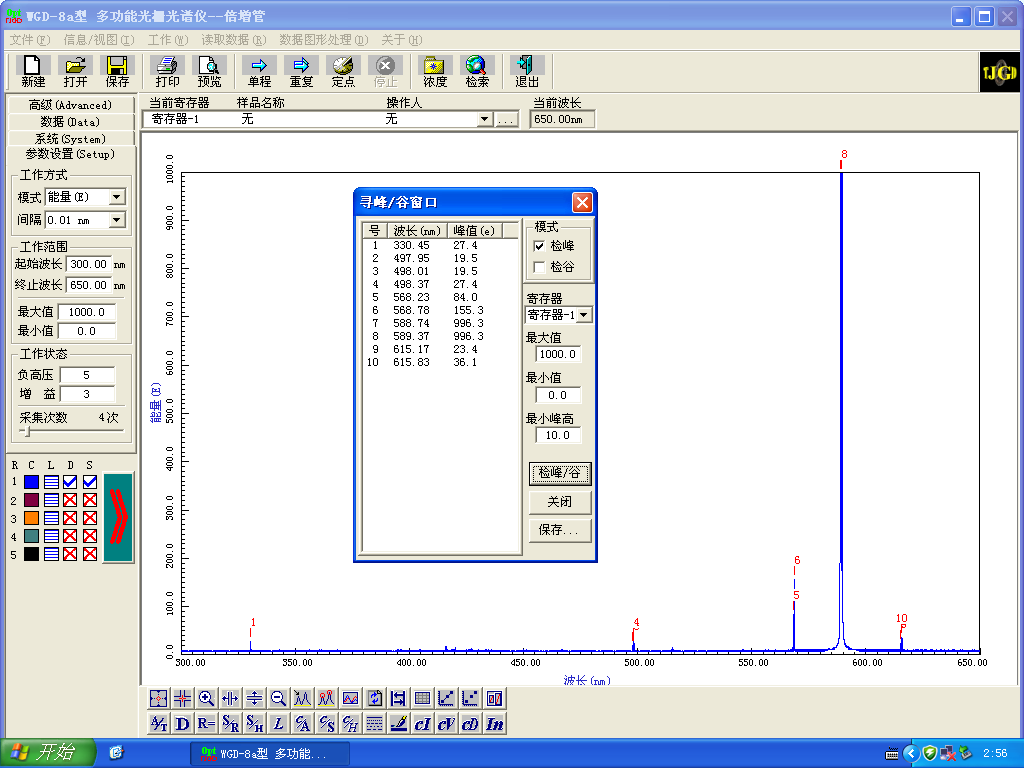 WGD-8a型 多功能光栅光谱仪--倍增管
文件(F) 信息/视图(I) 工作(W) 读取数据(R) 数据图形处理(D) 关于(H)
新建 打开 保存 打印 预览 单程 重复 定点 停止 浓度 检索 退出
TJGD
高级(Advanced)
数据(Data)
系统(System)
参数设置(Setup)
当前寄存器 样品名称 操作人 当前波长
寄存器-1 无 无 ... 650.00nm
工作方式
模式 能量(E)
间隔 0.01 nm
工作范围
起始波长 300.00 nm
终止波长 650.00 nm
最大值 1000.0
最小值 0.0
工作状态
负高压 5
增 益 3
采集次数 4次
R C L D S
1
2
3
4
5
寻峰/谷窗口
号 波长(nm) 峰值(e)
1 330.45 27.4
2 497.95 19.5
3 498.01 19.5
4 498.37 27.4
5 568.23 84.0
6 568.78 155.3
7 588.74 996.3
8 589.37 996.3
9 615.17 23.4
10 615.83 36.1
模式
检峰
检谷
寄存器
寄存器-1
最大值
1000.0
最小值
0.0
最小峰高
10.0
检峰/谷
关闭
保存...
1000.0
900.0
800.0
700.0
600.0
500.0
400.0
300.0
200.0
100.0
0.0
能量(E)
1
4
6
5
8
10
300.00 350.00 400.00 450.00 500.00 550.00 600.00 650.00
波长(nm)
A/T D R= S/R S/H L C/A C/S C/H cI cV cD In
开始
WGD-8a型 多功能...
2:56